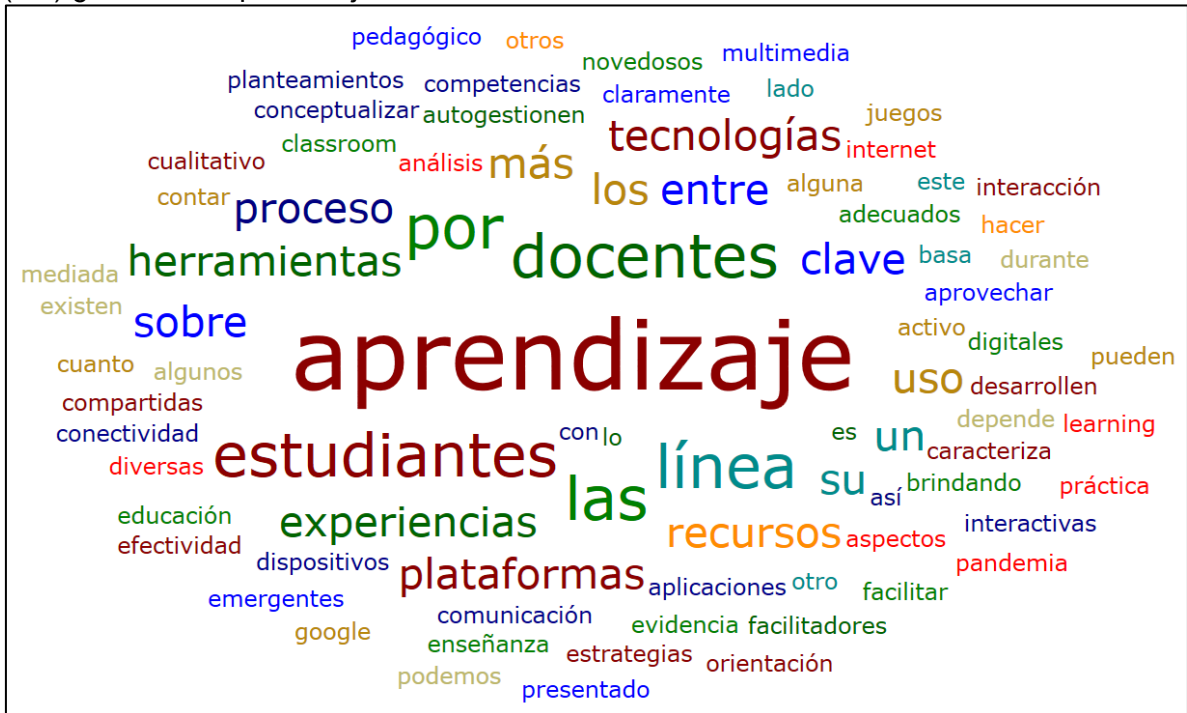 pedagógico otros
novedosos multimedia
planteamientos competencias claramente lado
conceptualizar autogestionen juegos
classroom tecnologías internet
cualitativo análisis más
contar los entre alguna este interacción
proceso por adecuados hacer
herramientas docentes clave basa durante
mediada
existen aprovechar
sobre activo digitales pueden
aprendizaje
cuanto algunos uso desarrollen
compartidas depende learning
conectividad con lo es un caracteriza
diversas estudiantes línea su brindando práctica
las así
educación experiencias interactivas
efectividad recursos aspectos
dispositivos plataformas pandemia
emergentes aplicaciones otro facilitar
comunicación
google evidencia facilitadores
enseñanza estrategias orientación
podemos presentado